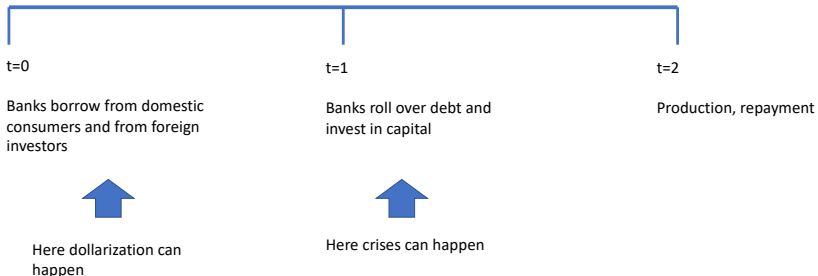 t=0
t=1
t=2
Banks borrow from domestic
consumers and from foreign
investors
Banks roll over debt and
invest in capital
Production, repayment
Here dollarization can
happen
Here crises can happen